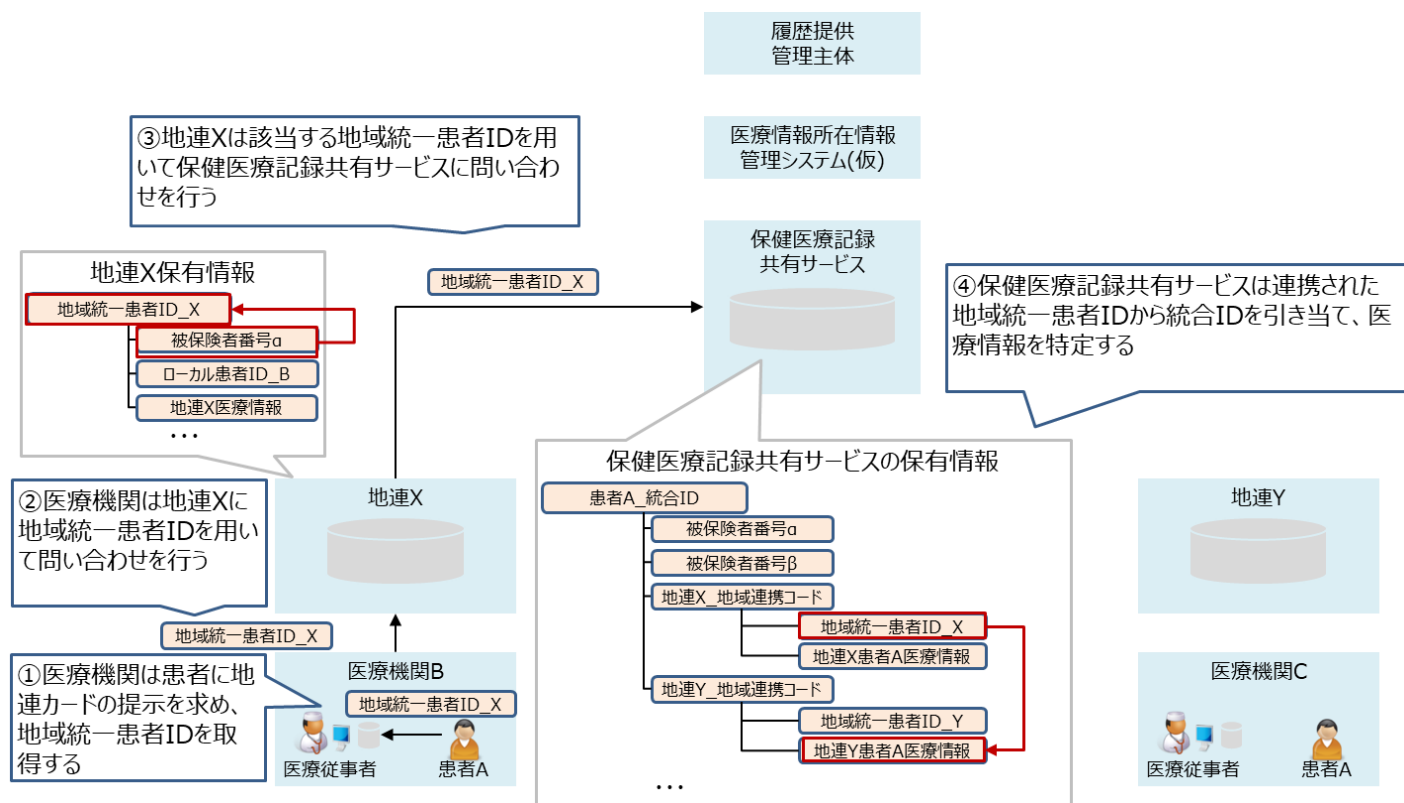 履歴提供
管理主体
③地連Xは該当する地域統一患者IDを用
いて保健医療記録共有サービスに問い合わ
せを行う
医療情報所在情報
管理システム(仮)
保健医療記録
共有サービス
地連X保有情報
地域統一患者ID_X
被保険者番号α
ローカル患者ID_B
地連X医療情報
・・・
地域統一患者ID_X
④保健医療記録共有サービスは連携された
地域統一患者IDから統合IDを引き当て、医
療情報を特定する
②医療機関は地連Xに
地域統一患者IDを用い
て問い合わせを行う
地連X
地域統一患者ID_X
①医療機関は患者に地
連カードの提示を求め、
地域統一患者IDを取
得する
医療機関B
地域統一患者ID_X
医療従事者
患者A
保健医療記録共有サービスの保有情報
患者A_統合ID
被保険者番号α
被保険者番号β
地連X_地域連携コード
地域統一患者ID_X
地連X患者A医療情報
地連Y_地域連携コード
地域統一患者ID_Y
地連Y患者A医療情報
・・・
地連Y
医療機関C
医療従事者
患者A